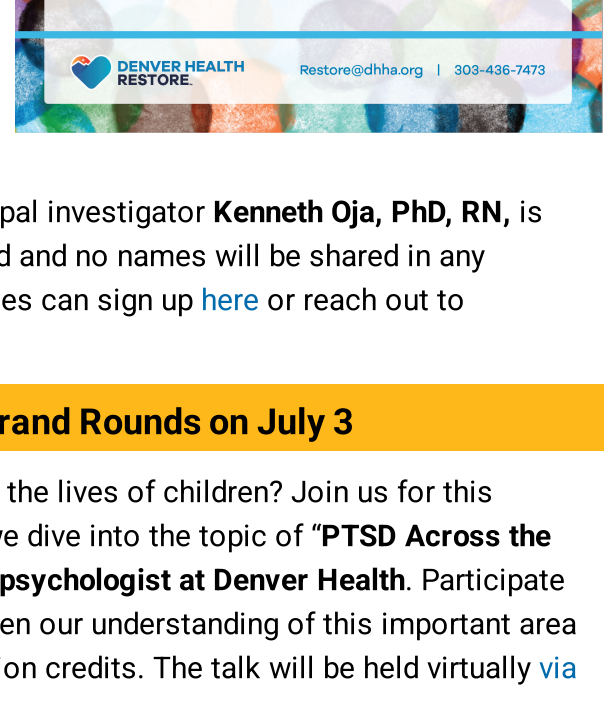 DENVER HEALTH
RESTORE™
Restore@dhha.org | 303-436-7473
pal investigator Kenneth Oja, PhD, RN, is
d and no names will be shared in any
es can sign up here or reach out to
rand Rounds on July 3
the lives of children? Join us for this
ve dive into the topic of “PTSD Across the
psychologist at Denver Health. Participate
en our understanding of this important area
ion credits. The talk will be held virtually via